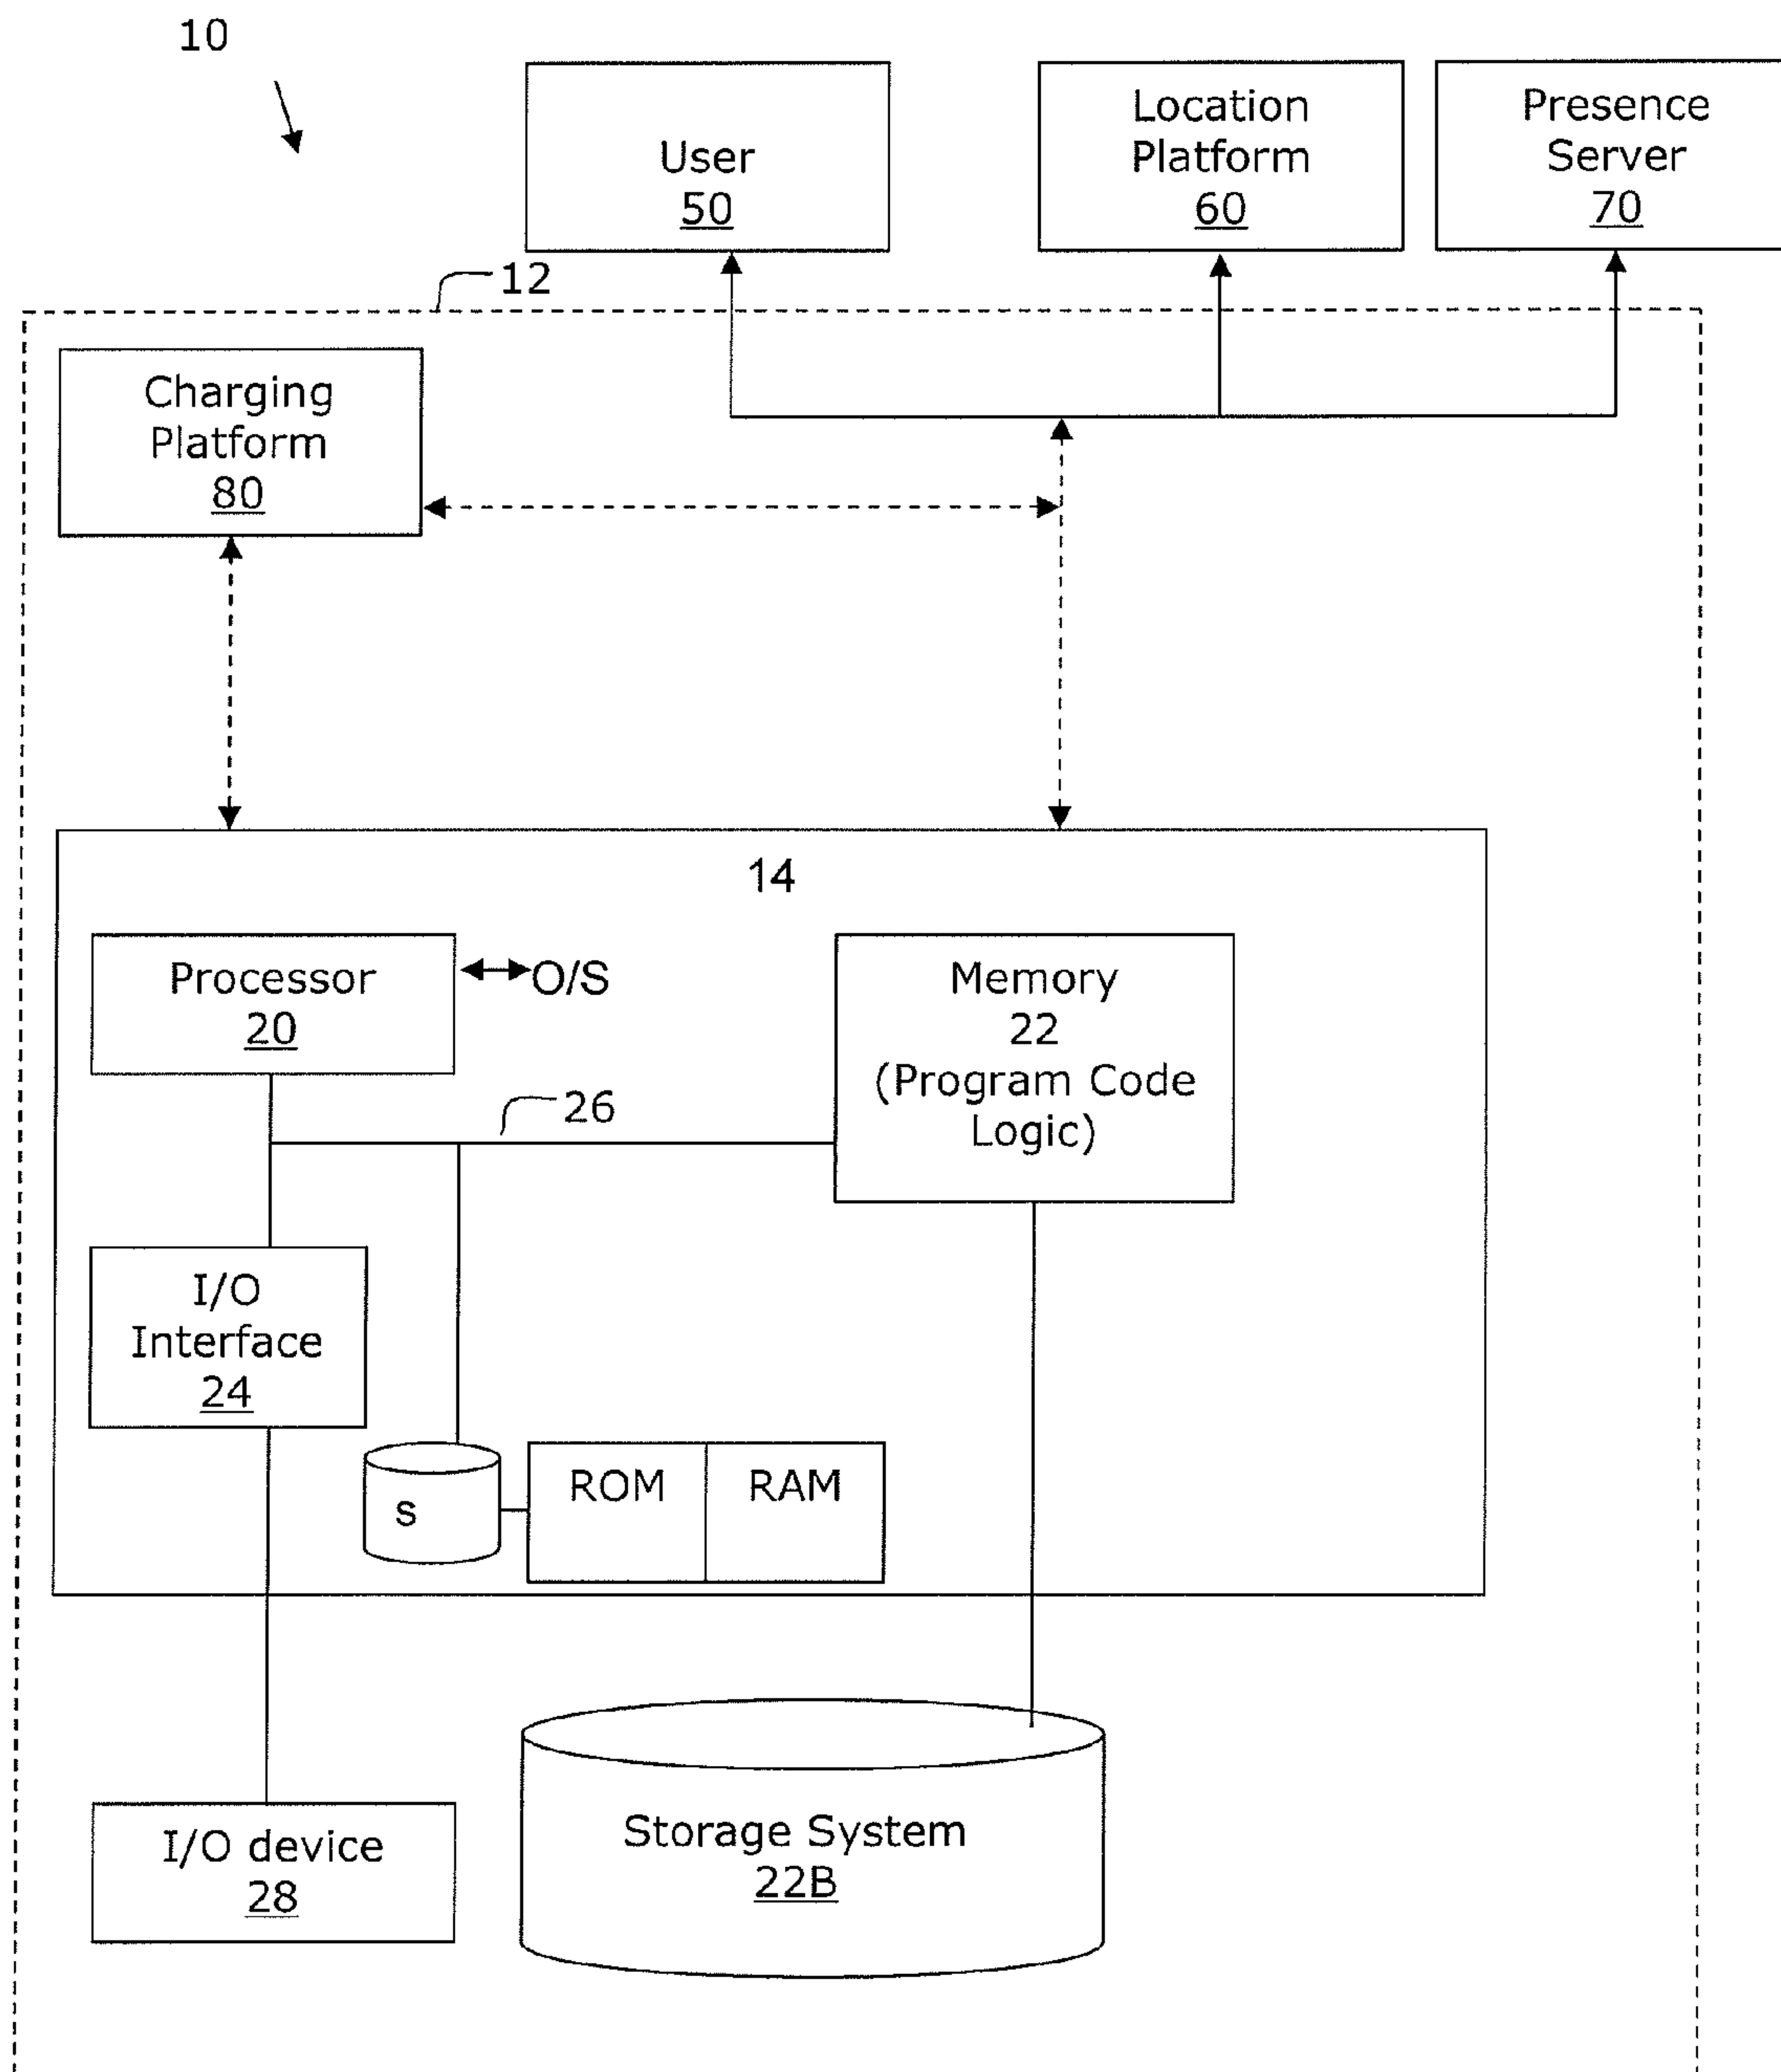 10
User
50
Location
Platform
60
Presence
Server
70
12
Charging
Platform
80
14
Processor
20
O/S
Memory
22
(Program Code
Logic)
26
I/O
Interface
24
S
ROM
RAM
I/O device
28
Storage System
22B